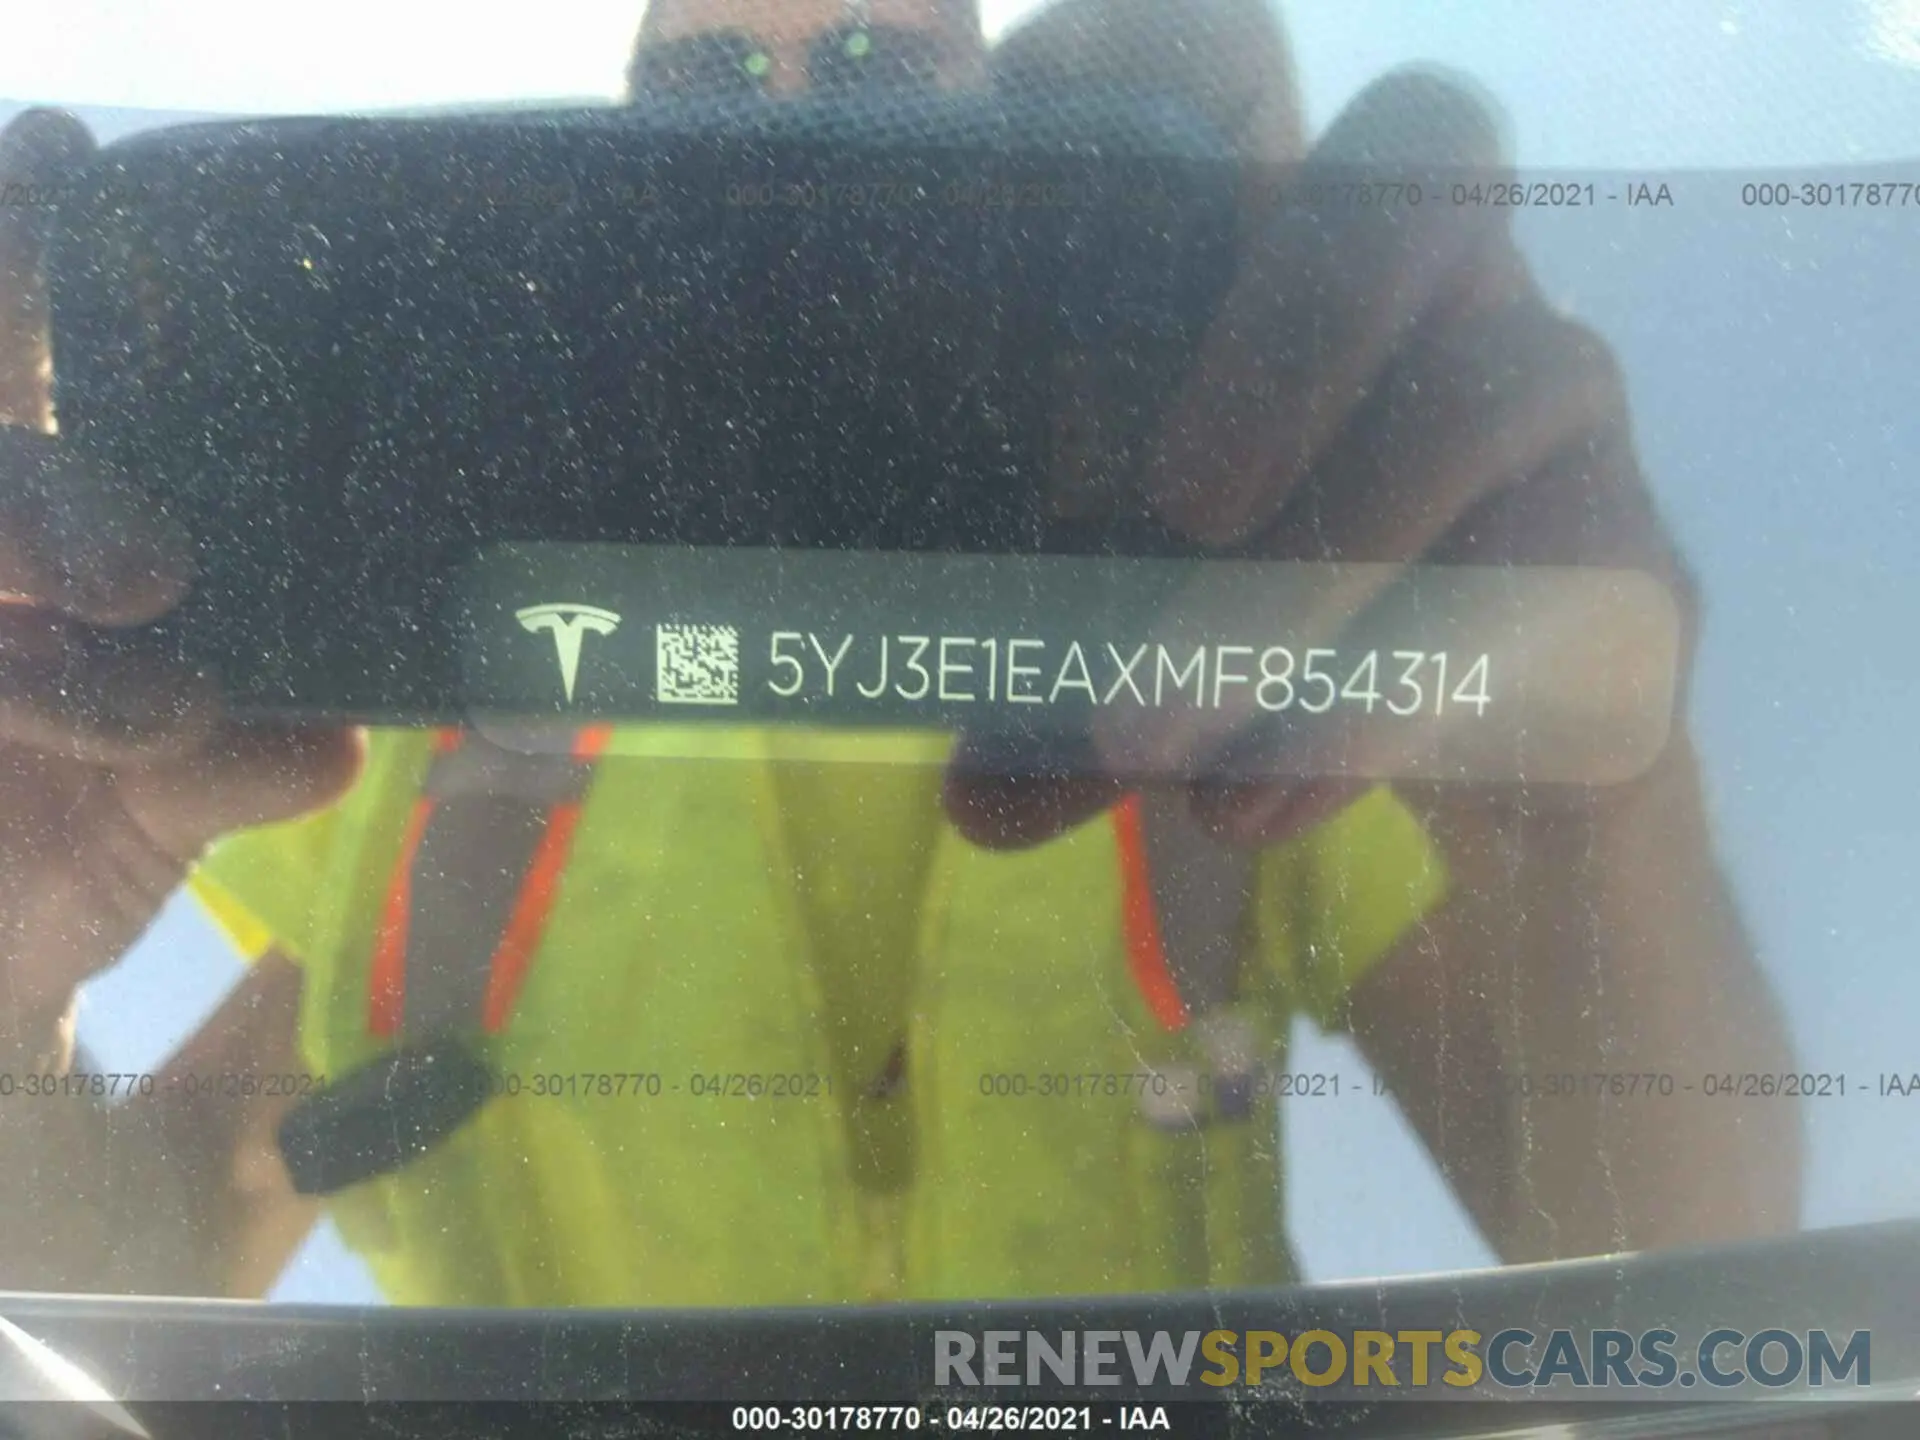 000-30178770 - 04/26/2021 - IAA
5YJ3E1EAXMF854314
000-30178770 - 04/26/2021 - IAA
RENEWSPORTSCARS.COM
000-30178770 - 04/26/2021 - IAA